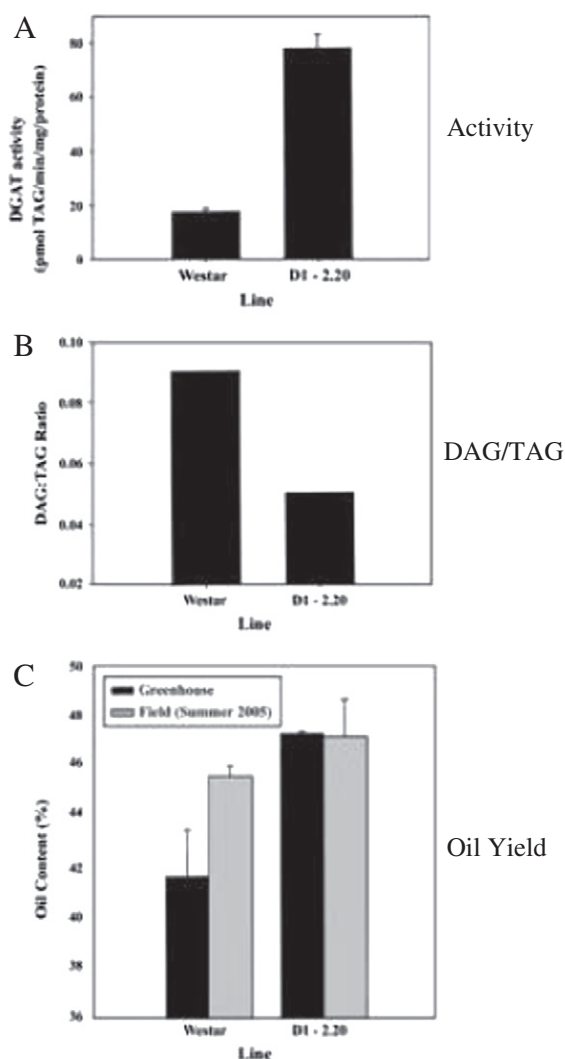 A
DGAT activity
(pmol TAG/min/mg/protein)
80
60
40
20
0
Westar
D1 - 2.20
Line
Activity
B
DAG:TAG Ratio
0.10
0.08
0.06
0.04
0.02
Westar
D1 - 2.20
Line
DAG/TAG
C
Oil Content (%)
50
48
46
44
42
40
38
36
Greenhouse
Field (Summer 2005)
Westar
D1 - 2.20
Line
Oil Yield